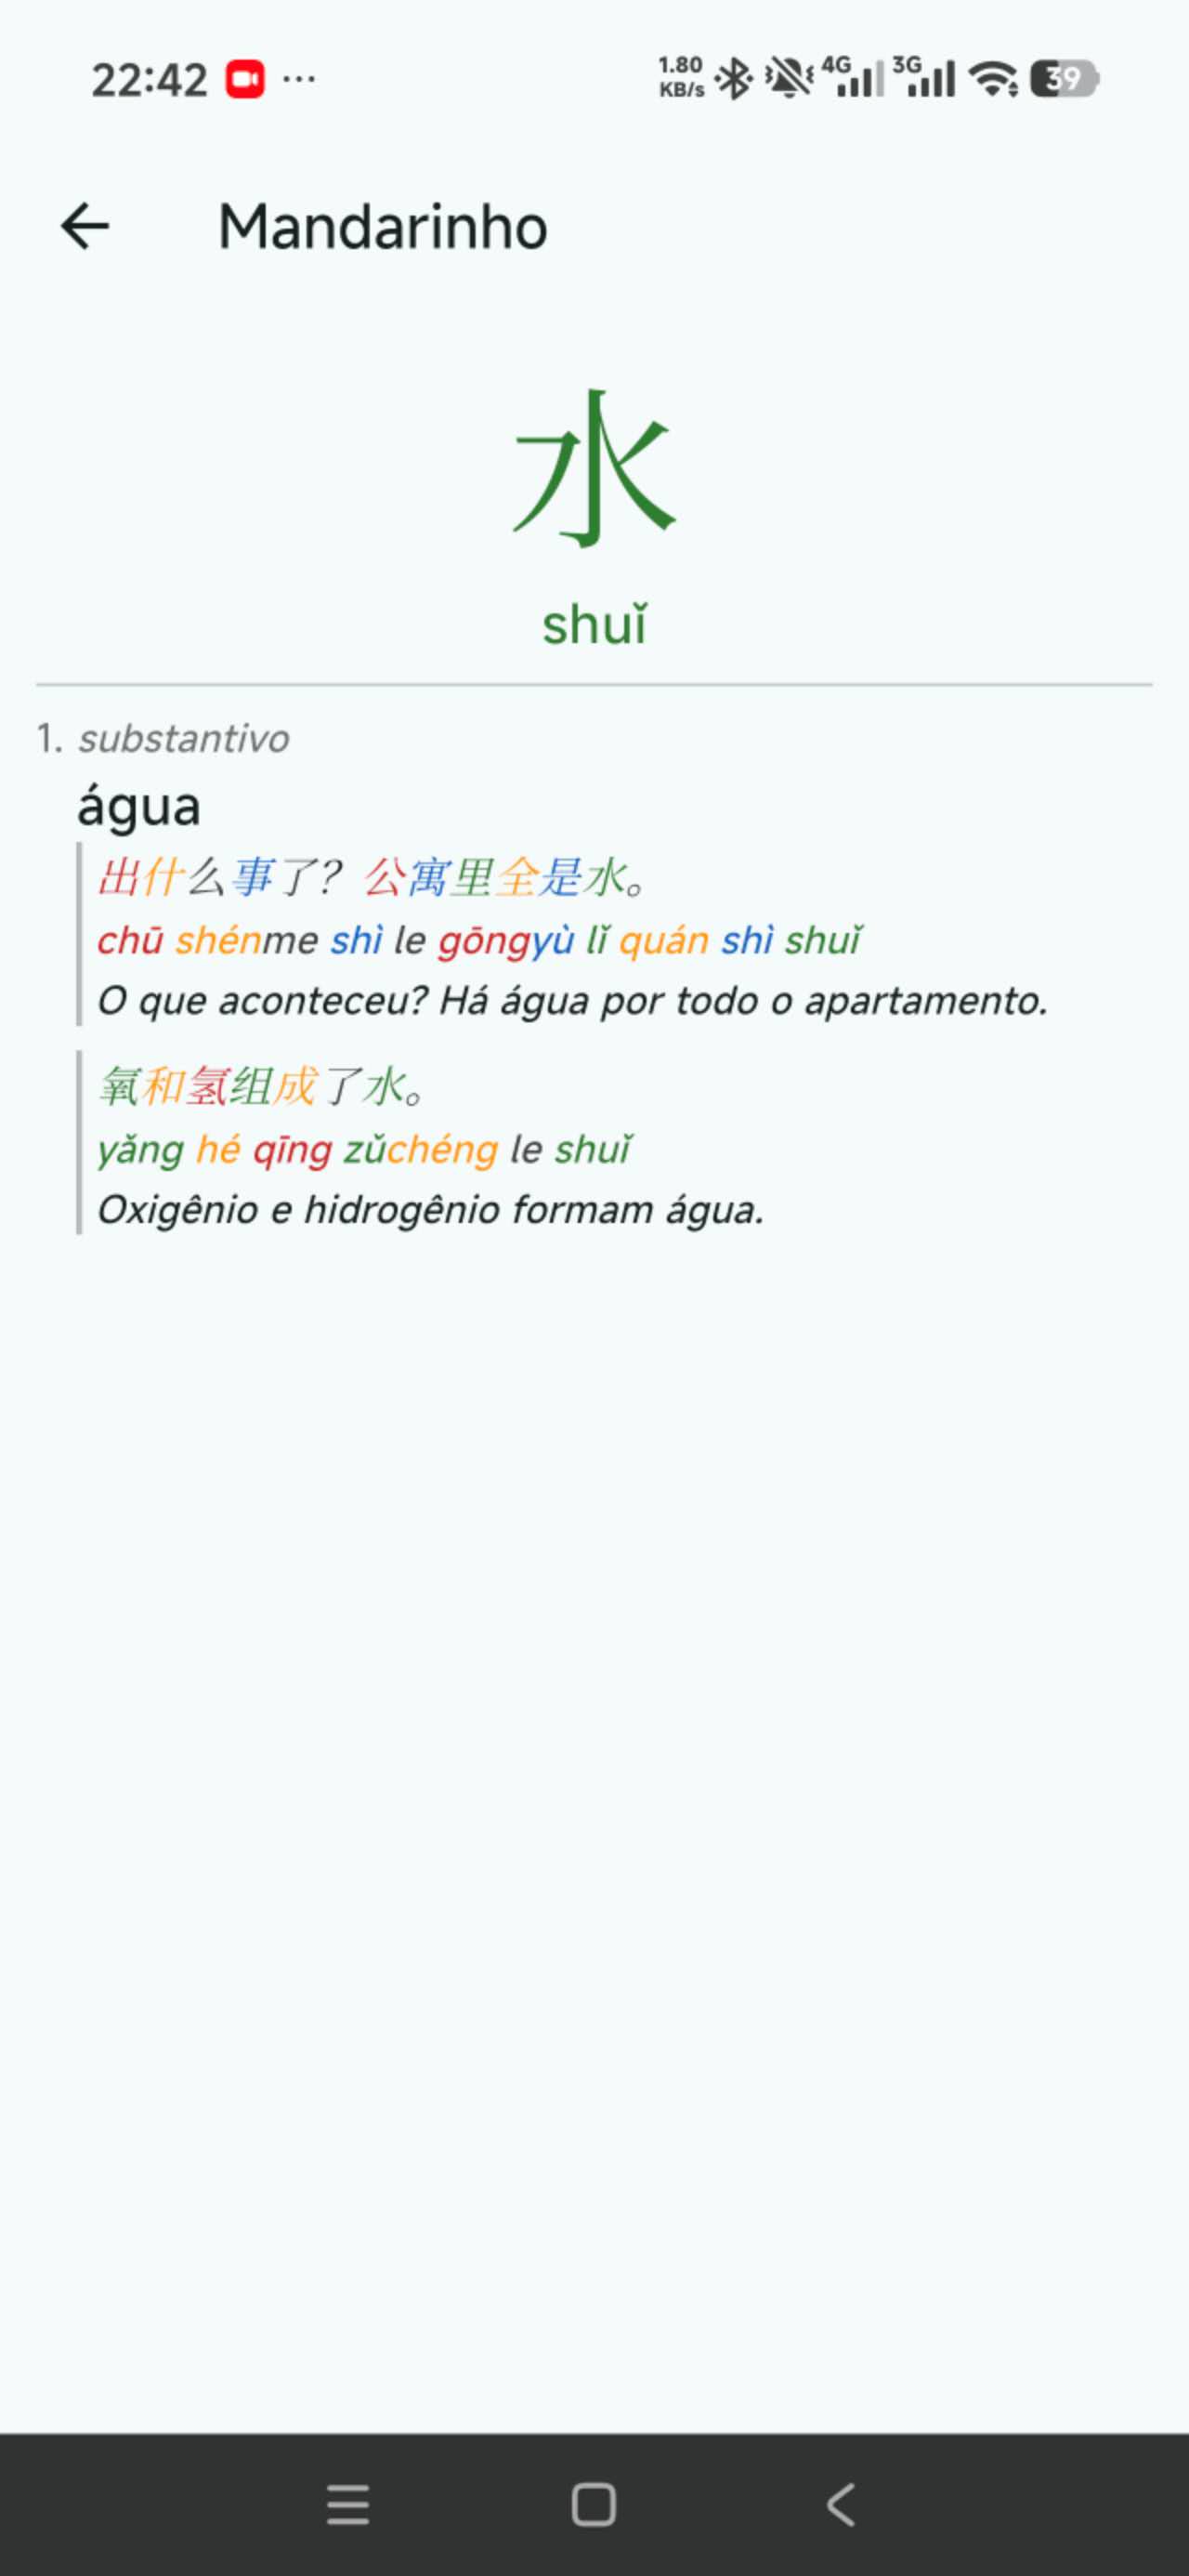 22:42
1.80
KB/s
4G
3G
39
Mandarinho
水
shuǐ
1. substantivo
água
出什么事了？公寓里全是水。
chū shénme shì le gōngyù lǐ quán shì shuǐ
O que aconteceu? Há água por todo o apartamento.
氧和氢组成了水。
yǎng hé qīng zǔchéng le shuǐ
Oxigênio e hidrogênio formam água.